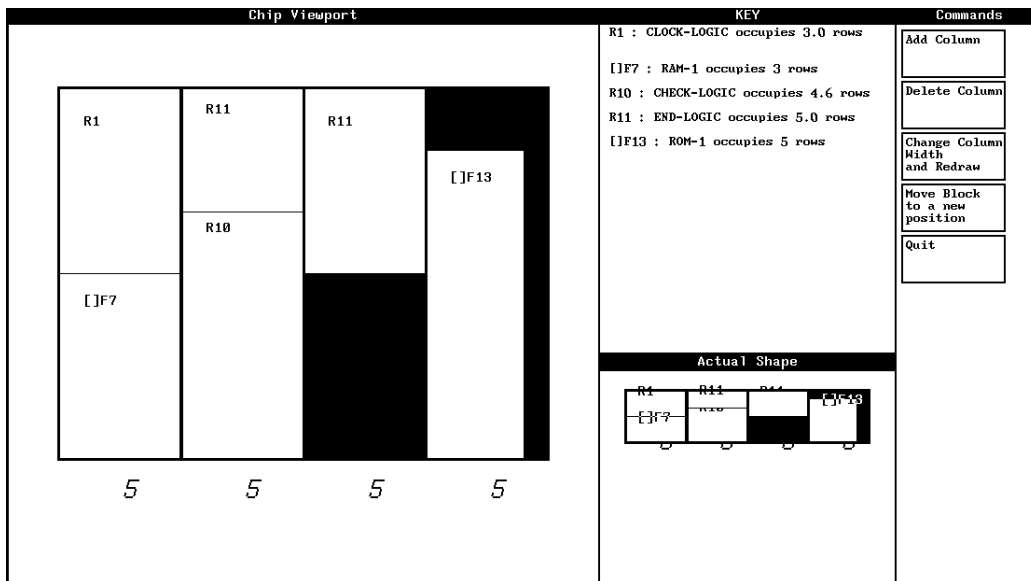 Chip Viewport
KEY
Commands
R1 : CLOCK-LOGIC occupies 3.0 rows
[]F7 : RAM-1 occupies 3 rows
R10 : CHECK-LOGIC occupies 4.6 rows
R11 : END-LOGIC occupies 5.0 rows
[]F13 : ROM-1 occupies 5 rows
Add Column
Delete Column
Change Column
Width
and Redraw
Move Block
to a new
position
Quit
R1
R11
R11
[]F13
R10
[]F7
5 5 5 5
Actual Shape
R1 R11 R11 []F13
[]F7 R10